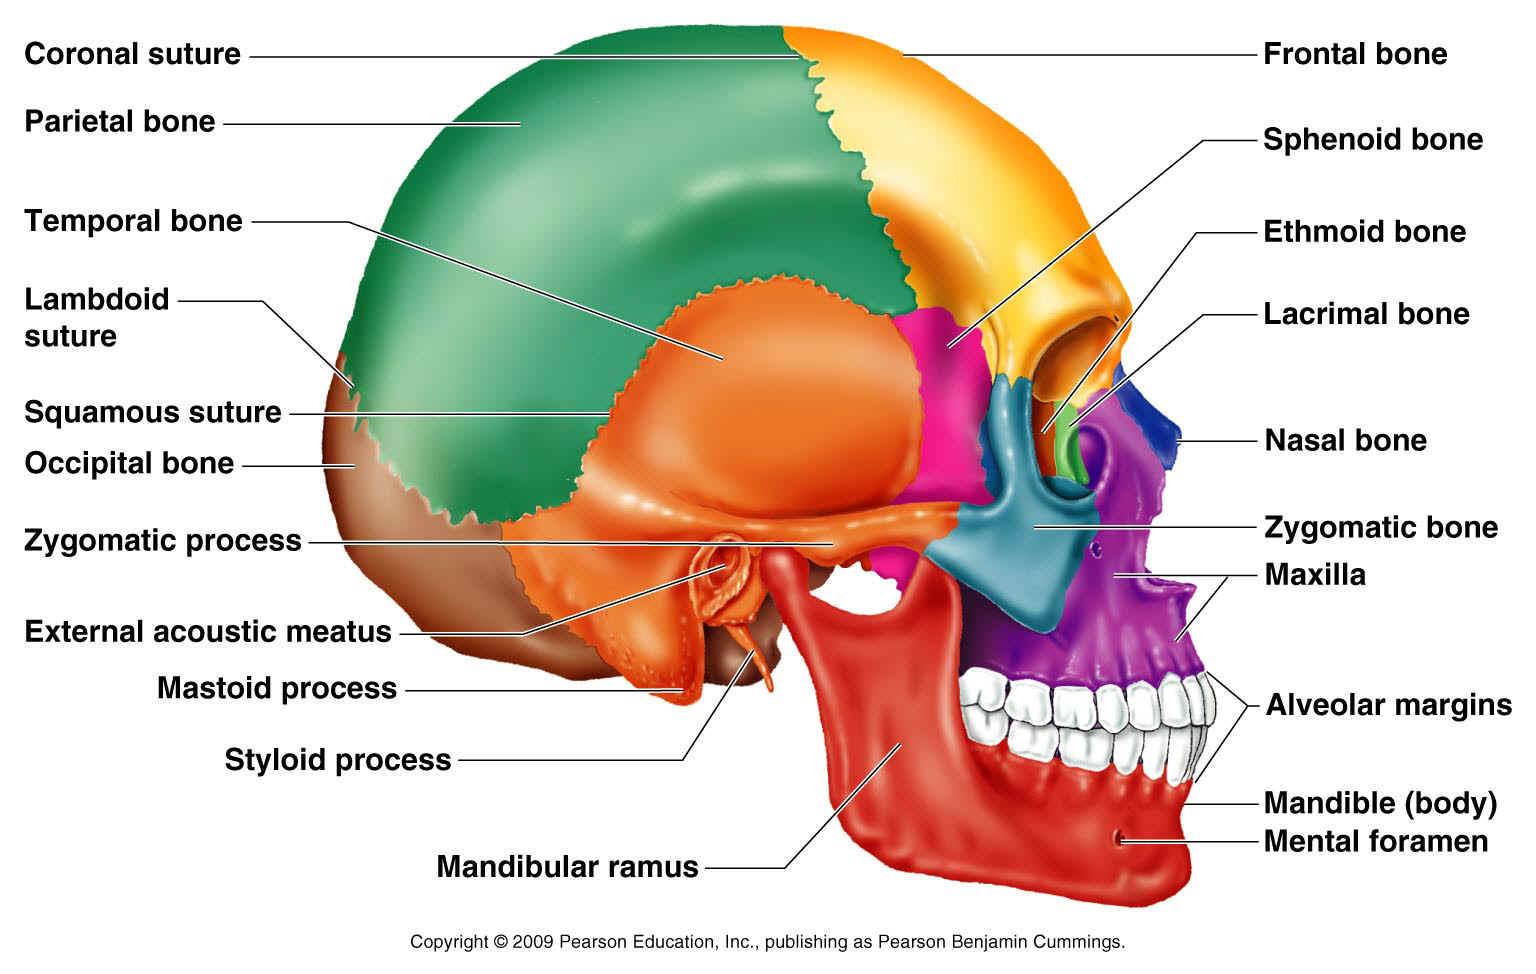 Coronal suture
Parietal bone
Temporal bone
Lambdoid
suture
Squamous suture
Occipital bone
Zygomatic process
External acoustic meatus
Mastoid process
Styloid process
Mandibular ramus
Frontal bone
Sphenoid bone
Ethmoid bone
Lacrimal bone
Nasal bone
Zygomatic bone
Maxilla
Alveolar margins
Mandible (body)
Mental foramen
Copyright © 2009 Pearson Education, Inc., publishing as Pearson Benjamin Cummings.